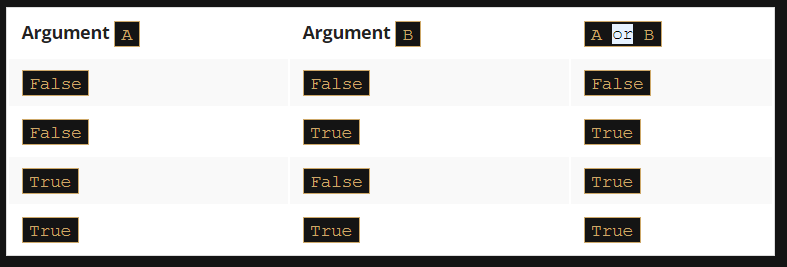 Argument A Argument B A or B
False False False
False True True
True False True
True True True